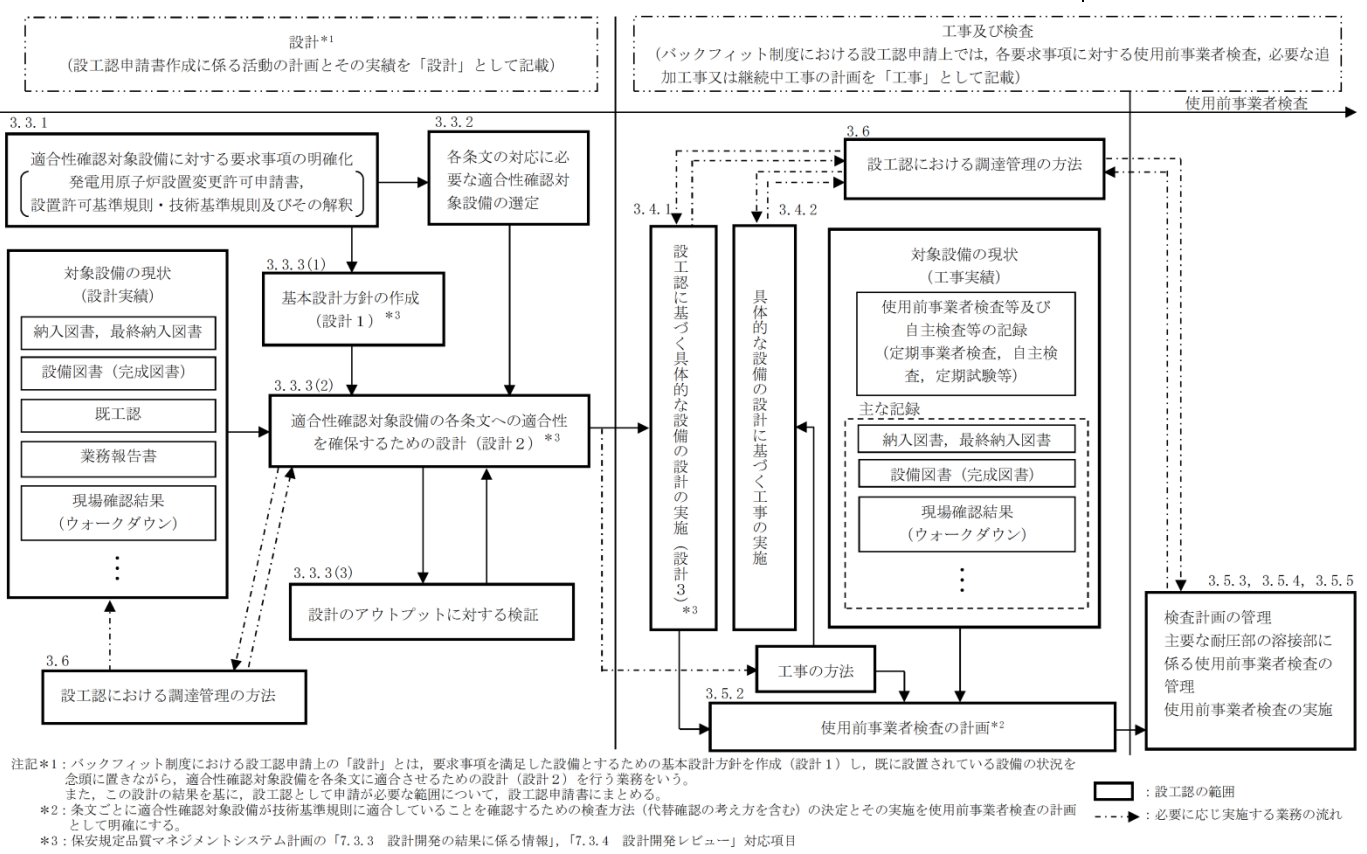 設計*1
(設工認申請書作成に係る活動の計画とその実績を「設計」として記載)
工事及び検査
(バックフィット制度における設工認申請上では,各要求事項に対する使用前事業者検査,必要な追
加工事又は継続中工事の計画を「工事」として記載)
使用前事業者検査
3.3.1
適合性確認対象設備に対する要求事項の明確化
発電用原子炉設置変更許可申請書,
設置許可基準規則・技術基準規則及びその解釈
3.3.2
各条文の対応に必
要な適合性確認対
象設備の選定
対象設備の現状
(設計実績)
納入図書,最終納入図書
設備図書(完成図書)
既工認
業務報告書
現場確認結果
(ウォークダウン)
⋮
3.3.3(1)
基本設計方針の作成
(設計1) *3
3.3.3(2)
適合性確認対象設備の各条文への適合性
を確保するための設計(設計2) *3
3.3.3(3)
設計のアウトプットに対する検証
3.6
設工認における調達管理の方法
3.6
設工認における調達管理の方法
3.4.1
設工認に基づく具体的な設備の設計の実施(設計3) *3
3.4.2
具体的な設備の設計に基づく工事の実施
対象設備の現状
(工事実績)
使用前事業者検査等及び
自主検査等の記録
(定期事業者検査,自主検
査,定期試験等)
主な記録
納入図書,最終納入図書
設備図書(完成図書)
現場確認結果
(ウォークダウン)
⋮
工事の方法
3.5.2
使用前事業者検査の計画*2
3.5.3, 3.5.4, 3.5.5
検査計画の管理
主要な耐圧部の溶接部に
係る使用前事業者検査の
管理
使用前事業者検査の実施
注記*1:バックフィット制度における設工認申請上の「設計」とは,要求事項を満足した設備とするための基本設計方針を作成(設計1)し,既に設置されている設備の状況を
念頭に置きながら,適合性確認対象設備を各条文に適合させるための設計(設計2)を行う業務をいう。
また,この設計の結果を基に,設工認として申請が必要な範囲について,設工認申請書にまとめる。
*2:条文ごとに適合性確認対象設備が技術基準規則に適合していることを確認するための検査方法(代替確認の考え方を含む)の決定とその実施を使用前事業者検査の計画
として明確にする。
*3:保安規定品質マネジメントシステム計画の「7.3.3 設計開発の結果に係る情報」,「7.3.4 設計開発レビュー」対応項目
:設工認の範囲
:必要に応じ実施する業務の流れ